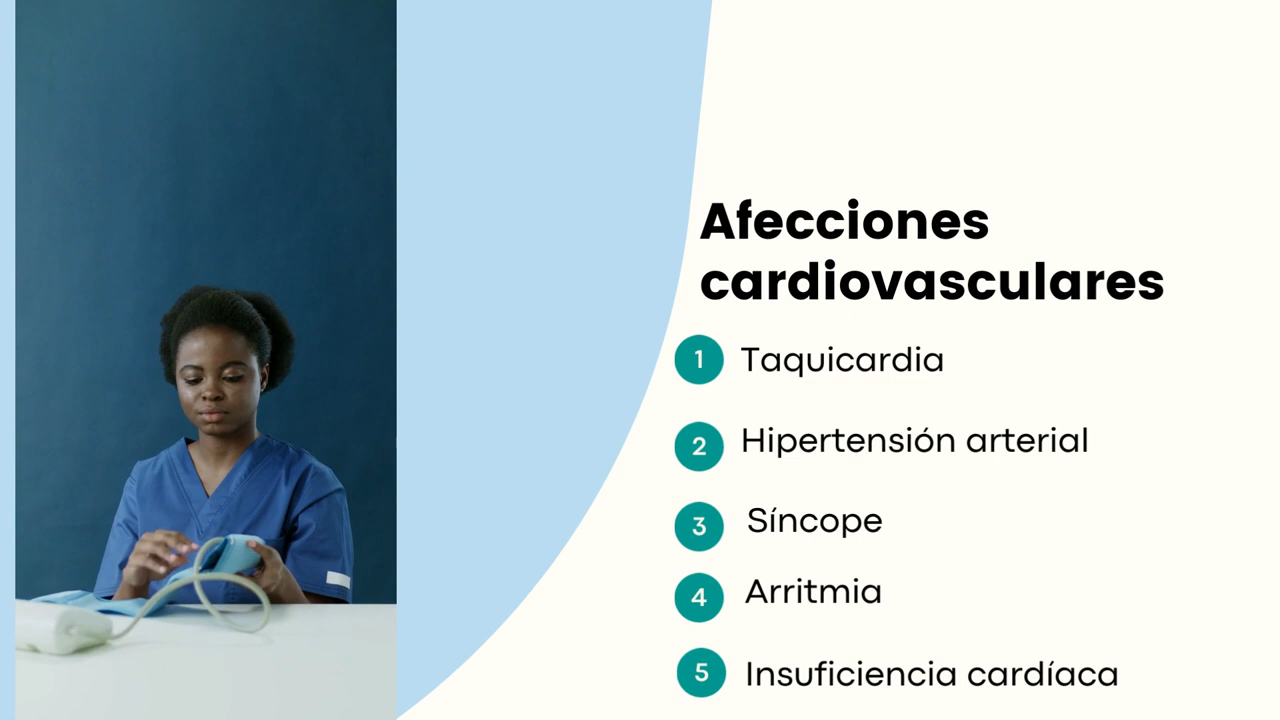 Afecciones
cardiovasculares
1 Taquicardia
2 Hipertensión arterial
3 Síncope
4 Arritmia
5 Insuficiencia cardíaca